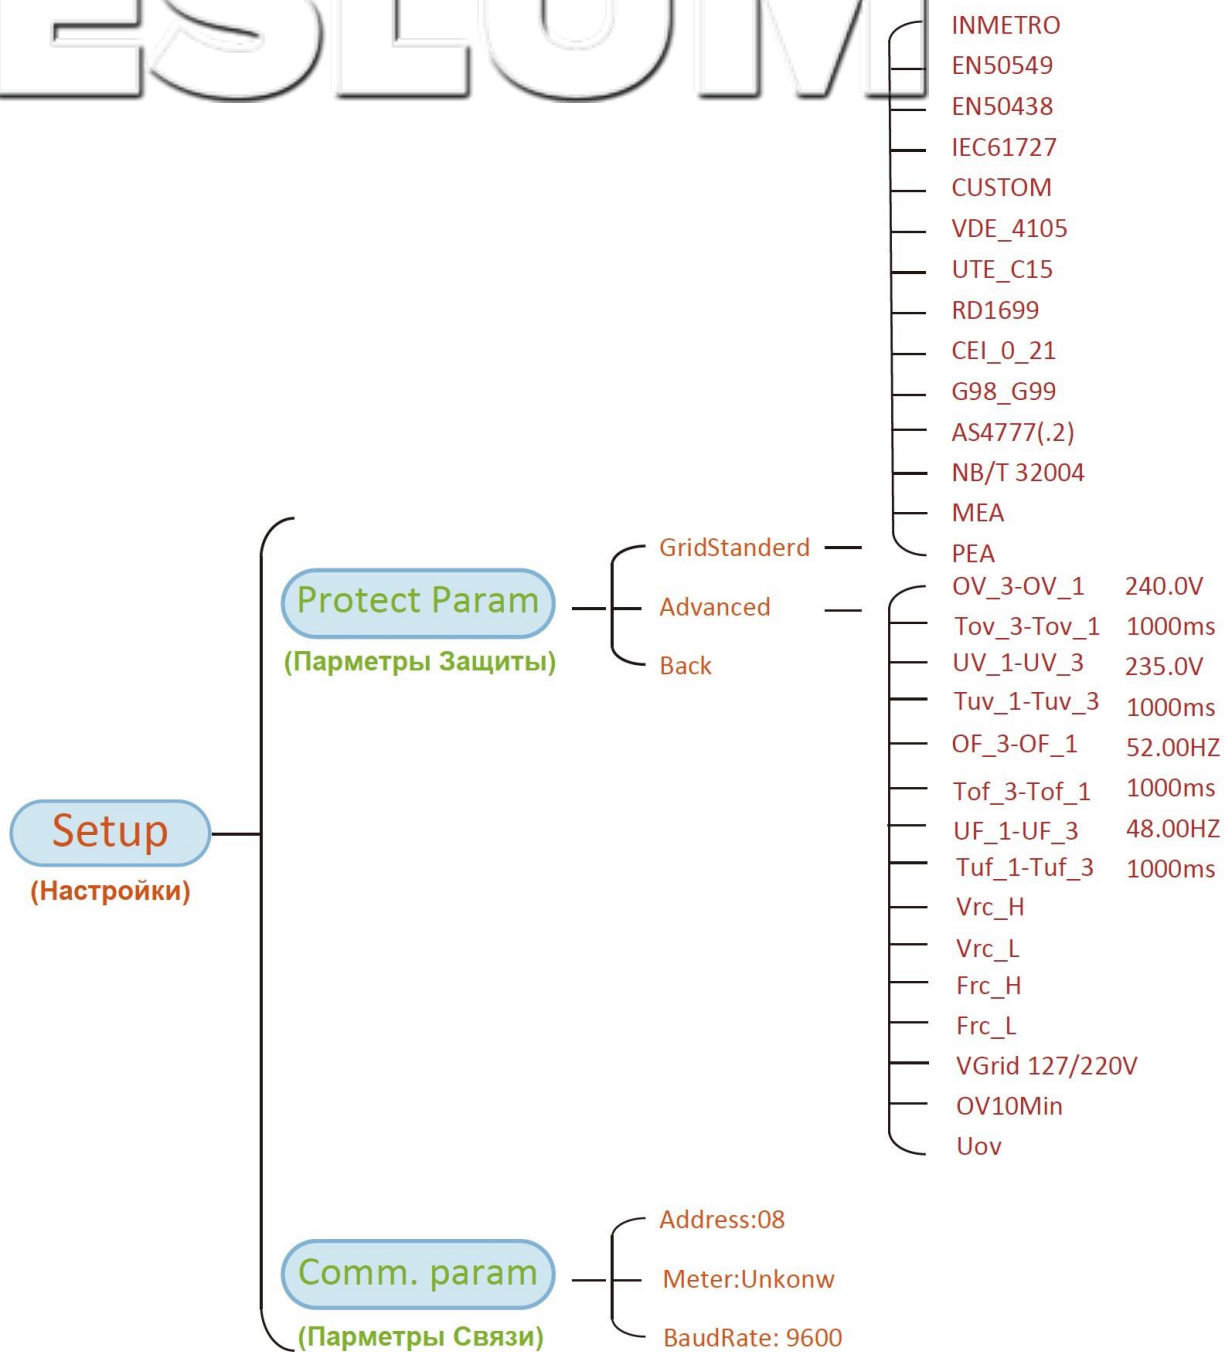 ESLUM
INMETRO
EN50549
EN50438
IEC61727
CUSTOM
VDE_4105
UTE_C15
RD1699
CEI_0_21
G98_G99
AS4777(.2)
NB/T 32004
MEA
PEA
GridStanderd
Advanced
Back
Protect Param
(Парметры Защиты)
OV_3-OV_1 240.0V
Tov_3-Tov_1 1000ms
UV_1-UV_3 235.0V
Tuv_1-Tuv_3 1000ms
OF_3-OF_1 52.00HZ
Tof_3-Tof_1 1000ms
UF_1-UF_3 48.00HZ
Tuf_1-Tuf_3 1000ms
Vrc_H
Vrc_L
Frc_H
Frc_L
VGrid 127/220V
OV10Min
Uov
Setup
(Настройки)
Comm. param
(Парметры Связи)
Address:08
Meter:Unkonw
BaudRate: 9600